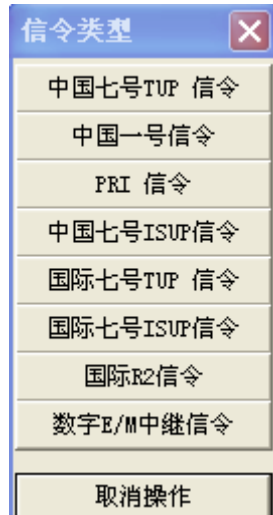 信令类型
中国七号TUP 信令
中国一号信令
PRI 信令
中国七号ISUP信令
国际七号TUP 信令
国际七号ISUP信令
国际R2信令
数字E/M中继信令
取消操作